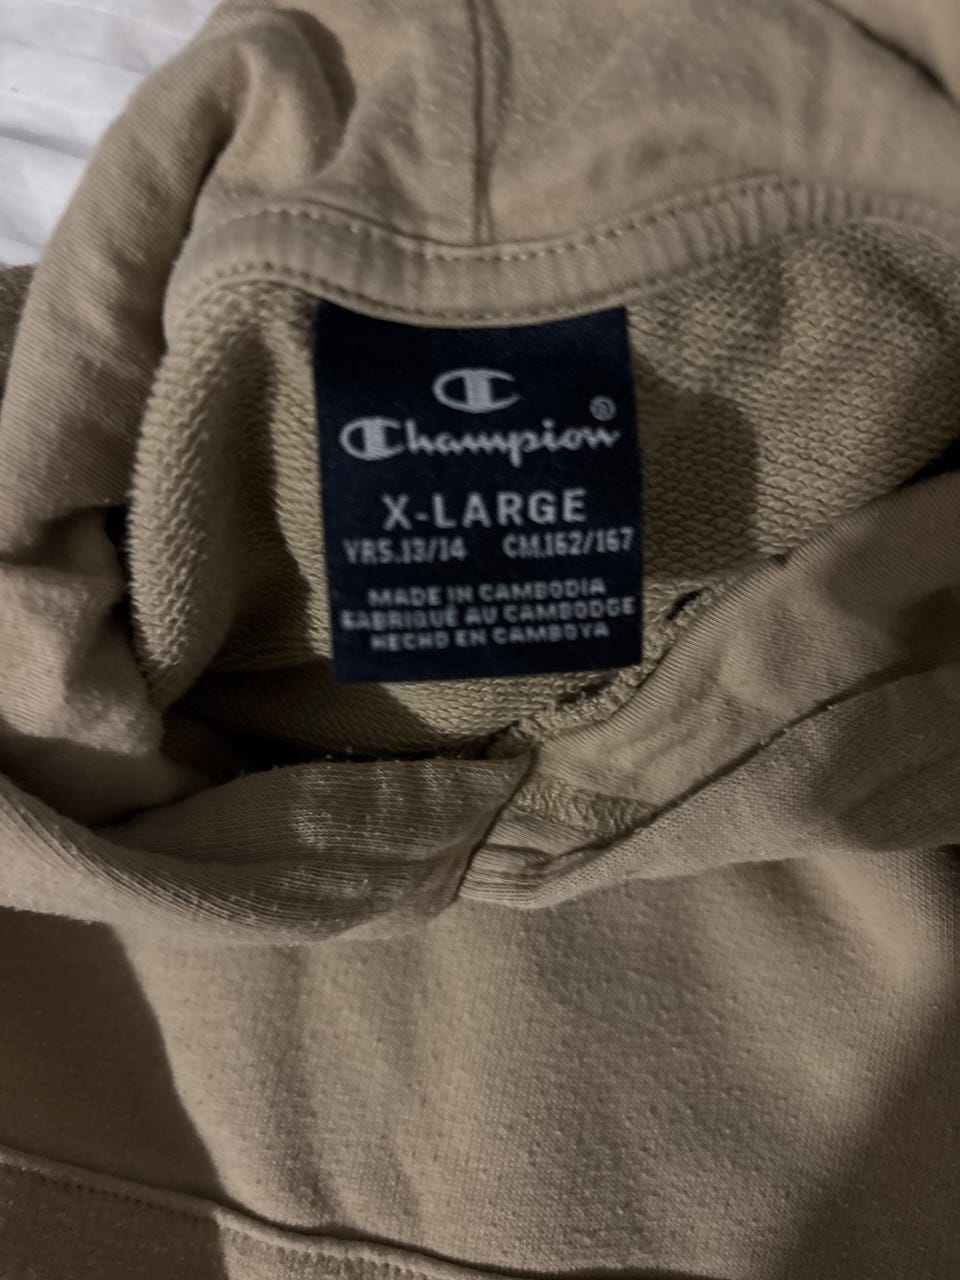 Champion®
X-LARGE
YRS.13/14 CM.162/167
MADE IN CAMBODIA
FABRIQUÉ AU CAMBODGE
HECHO EN CAMBOYA